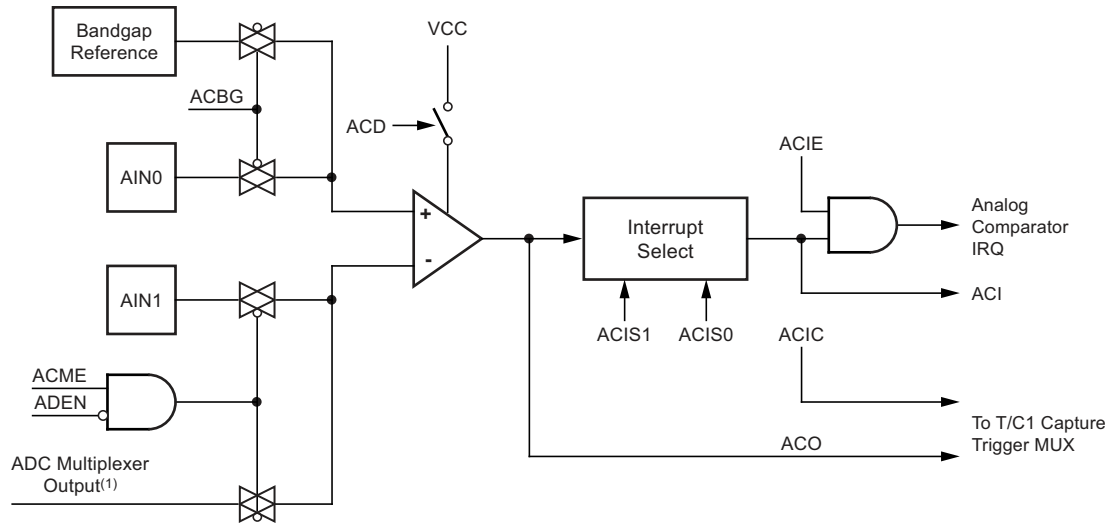 Bandgap
Reference
VCC
ACBG
ACD
AIN0
ACIE
+
Analog
Comparator
IRQ
Interrupt
Select
-
AIN1
ACI
ACIS1
ACIS0
ACIC
ACME
ADEN
To T/C1 Capture
Trigger MUX
ACO
ADC Multiplexer
Output(1)